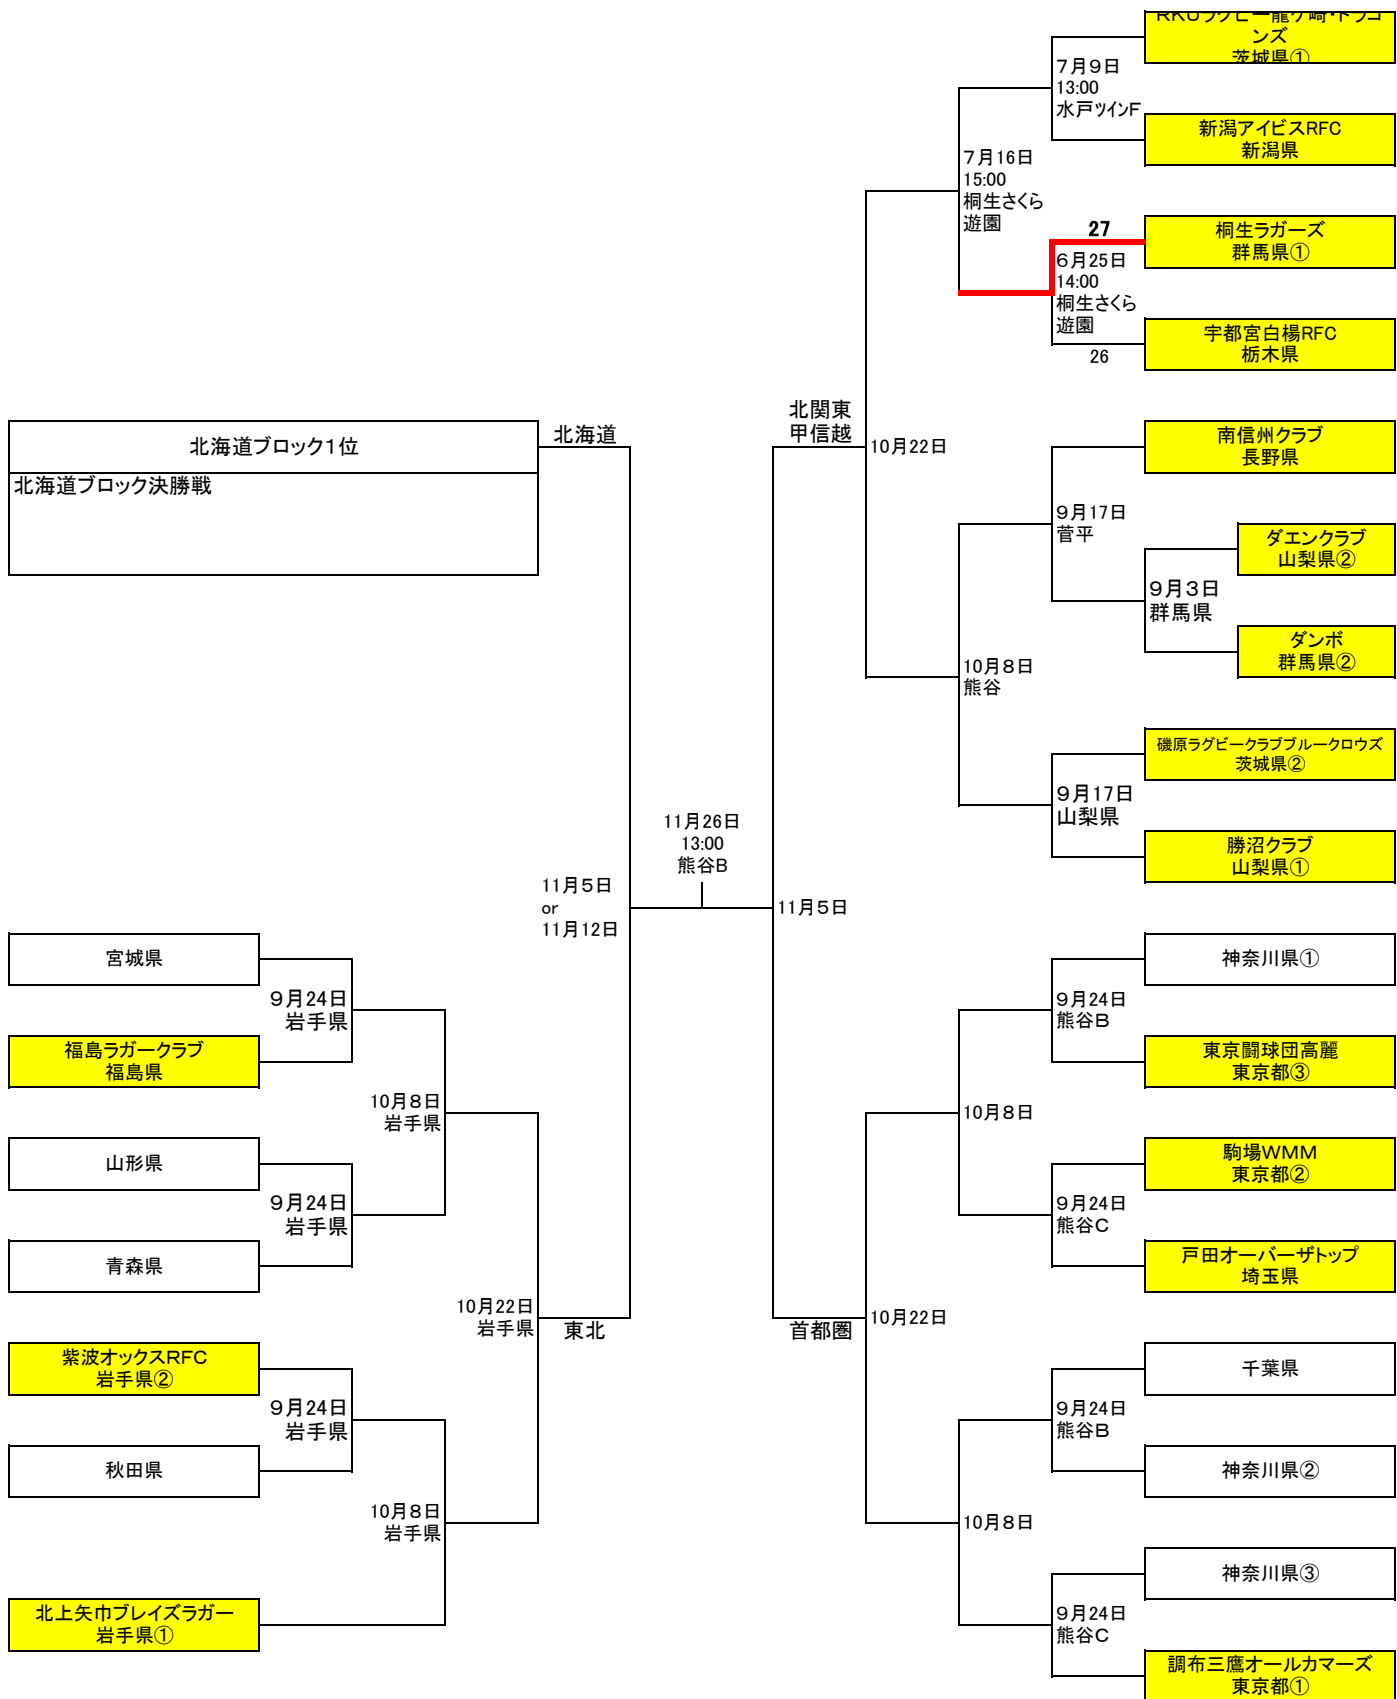 RKUラグビー龍ケ崎・ドラゴ
ンズ
茨城県①
7月9日
13:00
水戸ツインF
新潟アイビスRFC
新潟県
7月16日
15:00
桐生さくら
遊園
27
桐生ラガーズ
群馬県①
6月25日
14:00
桐生さくら
遊園
26
宇都宮白楊RFC
栃木県
北関東
甲信越
10月22日
南信州クラブ
長野県
9月17日
菅平
ダエンクラブ
山梨県②
9月3日
群馬県
ダンボ
群馬県②
10月8日
熊谷
磯原ラグビークラブブルークロウズ
茨城県②
9月17日
山梨県
勝沼クラブ
山梨県①
北海道ブロック1位
北海道
北海道ブロック決勝戦
11月26日
13:00
熊谷B
11月5日
or
11月12日
11月5日
宮城県
9月24日
岩手県
福島ラガークラブ
福島県
10月8日
岩手県
山形県
9月24日
岩手県
青森県
10月22日
岩手県
東北
紫波オックスRFC
岩手県②
9月24日
岩手県
秋田県
10月8日
岩手県
北上矢巾ブレイズラガー
岩手県①
神奈川県①
9月24日
熊谷B
東京闘球団高麗
東京都③
10月8日
駒場WMM
東京都②
9月24日
熊谷C
戸田オーバーザトップ
埼玉県
首都圏
10月22日
千葉県
9月24日
熊谷B
神奈川県②
10月8日
神奈川県③
9月24日
熊谷C
調布三鷹オールカマーズ
東京都①